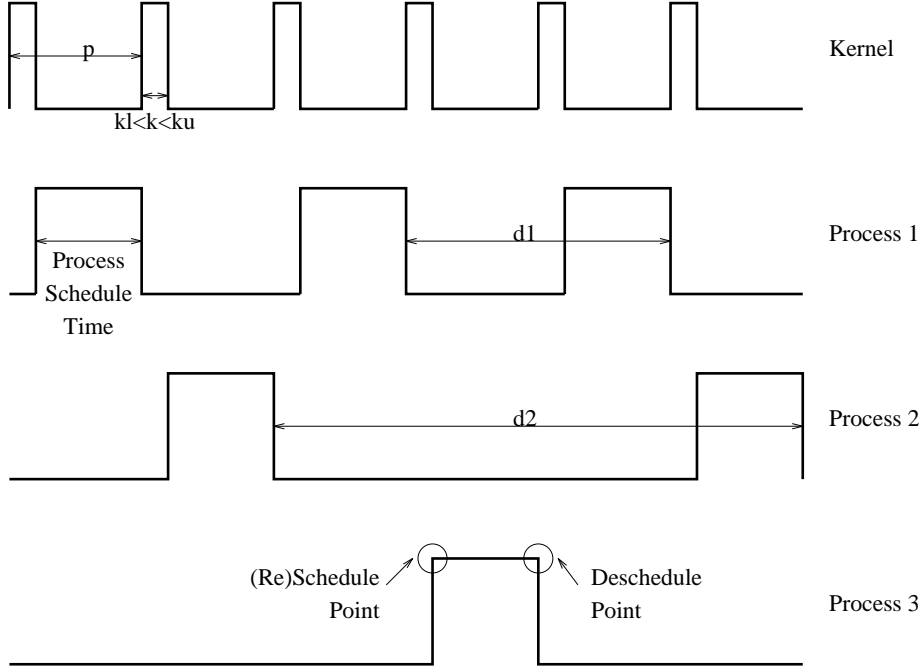 p
Kernel
kl<k<ku
d1
Process 1
Process
Schedule
Time
d2
Process 2
(Re)Schedule
Point
Deschedule
Point
Process 3